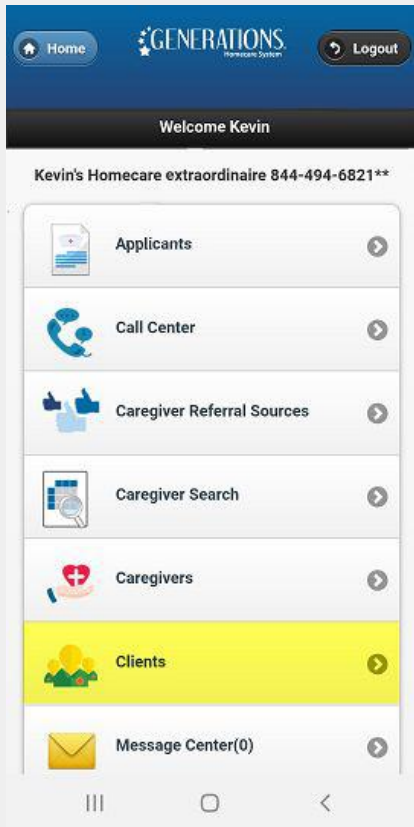 Home
GENERATIONS
Homecare System
Logout
Welcome Kevin
Kevin's Homecare extraordinaire 844-494-6821**
Applicants
Call Center
Caregiver Referral Sources
Caregiver Search
Caregivers
Clients
Message Center(0)